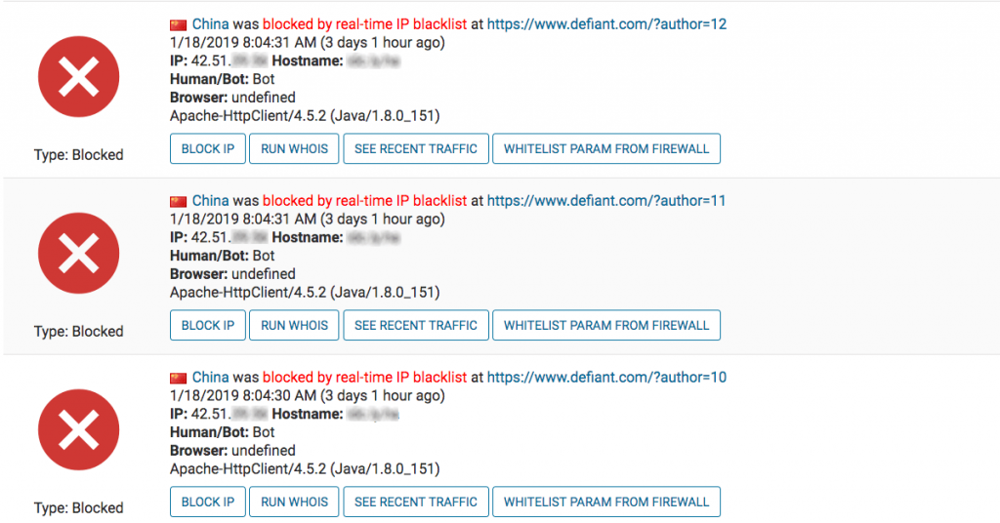 China was blocked by real-time IP blacklist at https://www.defiant.com/?author=12
1/18/2019 8:04:31 AM (3 days 1 hour ago)
IP: 42.51. Hostname:
Human/Bot: Bot
Browser: undefined
Apache-HttpClient/4.5.2 (Java/1.8.0_151)
Type: Blocked
BLOCK IP RUN WHOIS SEE RECENT TRAFFIC WHITELIST PARAM FROM FIREWALL
China was blocked by real-time IP blacklist at https://www.defiant.com/?author=11
1/18/2019 8:04:31 AM (3 days 1 hour ago)
IP: 42.51. Hostname:
Human/Bot: Bot
Browser: undefined
Apache-HttpClient/4.5.2 (Java/1.8.0_151)
Type: Blocked
BLOCK IP RUN WHOIS SEE RECENT TRAFFIC WHITELIST PARAM FROM FIREWALL
China was blocked by real-time IP blacklist at https://www.defiant.com/?author=10
1/18/2019 8:04:30 AM (3 days 1 hour ago)
IP: 42.51. Hostname:
Human/Bot: Bot
Browser: undefined
Apache-HttpClient/4.5.2 (Java/1.8.0_151)
Type: Blocked
BLOCK IP RUN WHOIS SEE RECENT TRAFFIC WHITELIST PARAM FROM FIREWALL